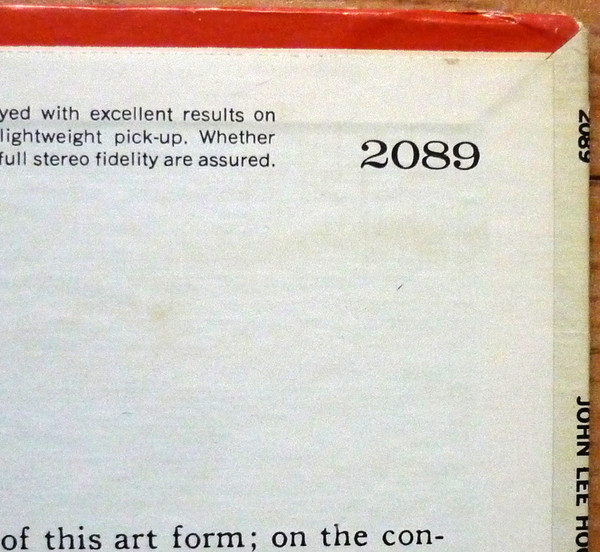 yed with excellent results on
lightweight pick-up. Whether
full stereo fidelity are assured.
2089
2089
JOHN LEE HOO
of this art form; on the con-